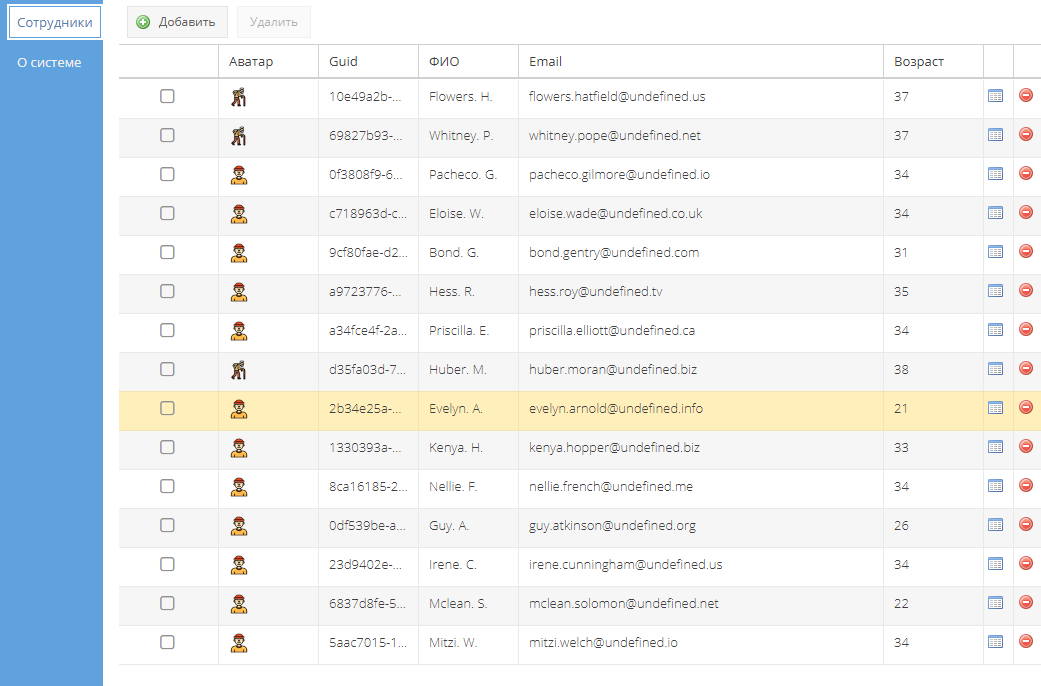 Сотрудники
О системе
Добавить Удалить
Аватар Guid ФИО Email Возраст
10e49a2b-... Flowers. H. flowers.hatfield@undefined.us 37
69827b93-... Whitney. P. whitney.pope@undefined.net 37
0f3808f9-6... Pacheco. G. pacheco.gilmore@undefined.io 34
c718963d-c... Eloise. W. eloise.wade@undefined.co.uk 34
9cf80fae-d2... Bond. G. bond.gentry@undefined.com 31
a9723776-... Hess. R. hess.roy@undefined.tv 35
a34fce4f-2a... Priscilla. E. priscilla.elliott@undefined.ca 34
d35fa03d-7... Huber. M. huber.moran@undefined.biz 38
2b34e25a-... Evelyn. A. evelyn.arnold@undefined.info 21
1330393a-... Kenya. H. kenya.hopper@undefined.biz 33
8ca16185-2... Nellie. F. nellie.french@undefined.me 34
0df539be-a... Guy. A. guy.atkinson@undefined.org 26
23d9402e-... Irene. C. irene.cunningham@undefined.us 34
6837d8fe-5... Mclean. S. mclean.solomon@undefined.net 22
5aac7015-1... Mitzi. W. mitzi.welch@undefined.io 34